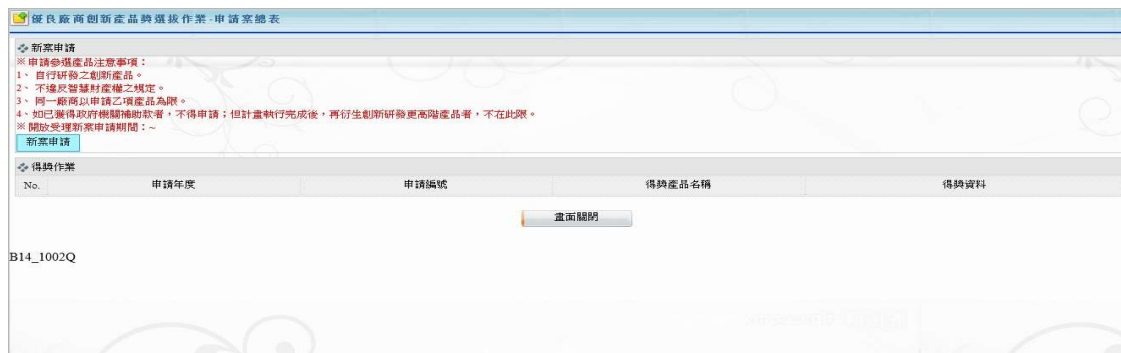 優良廠商創新產品獎選拔作業-申請案總表
新案申請
※申請參選產品注意事項：
1、 自行研發之創新產品。
2、 不違反智慧財產權之規定。
3、 同一廠商以申請乙項產品為限。
4、如已獲得政府機關補助款者，不得申請；但計畫執行完成後，再衍生創新研發更高階產品者，不在此限。
※開放受理新案申請期間：~
新案申請
得獎作業
No. 申請年度 申請編號 得獎產品名稱 得獎資料
畫面關閉
B14_1002Q